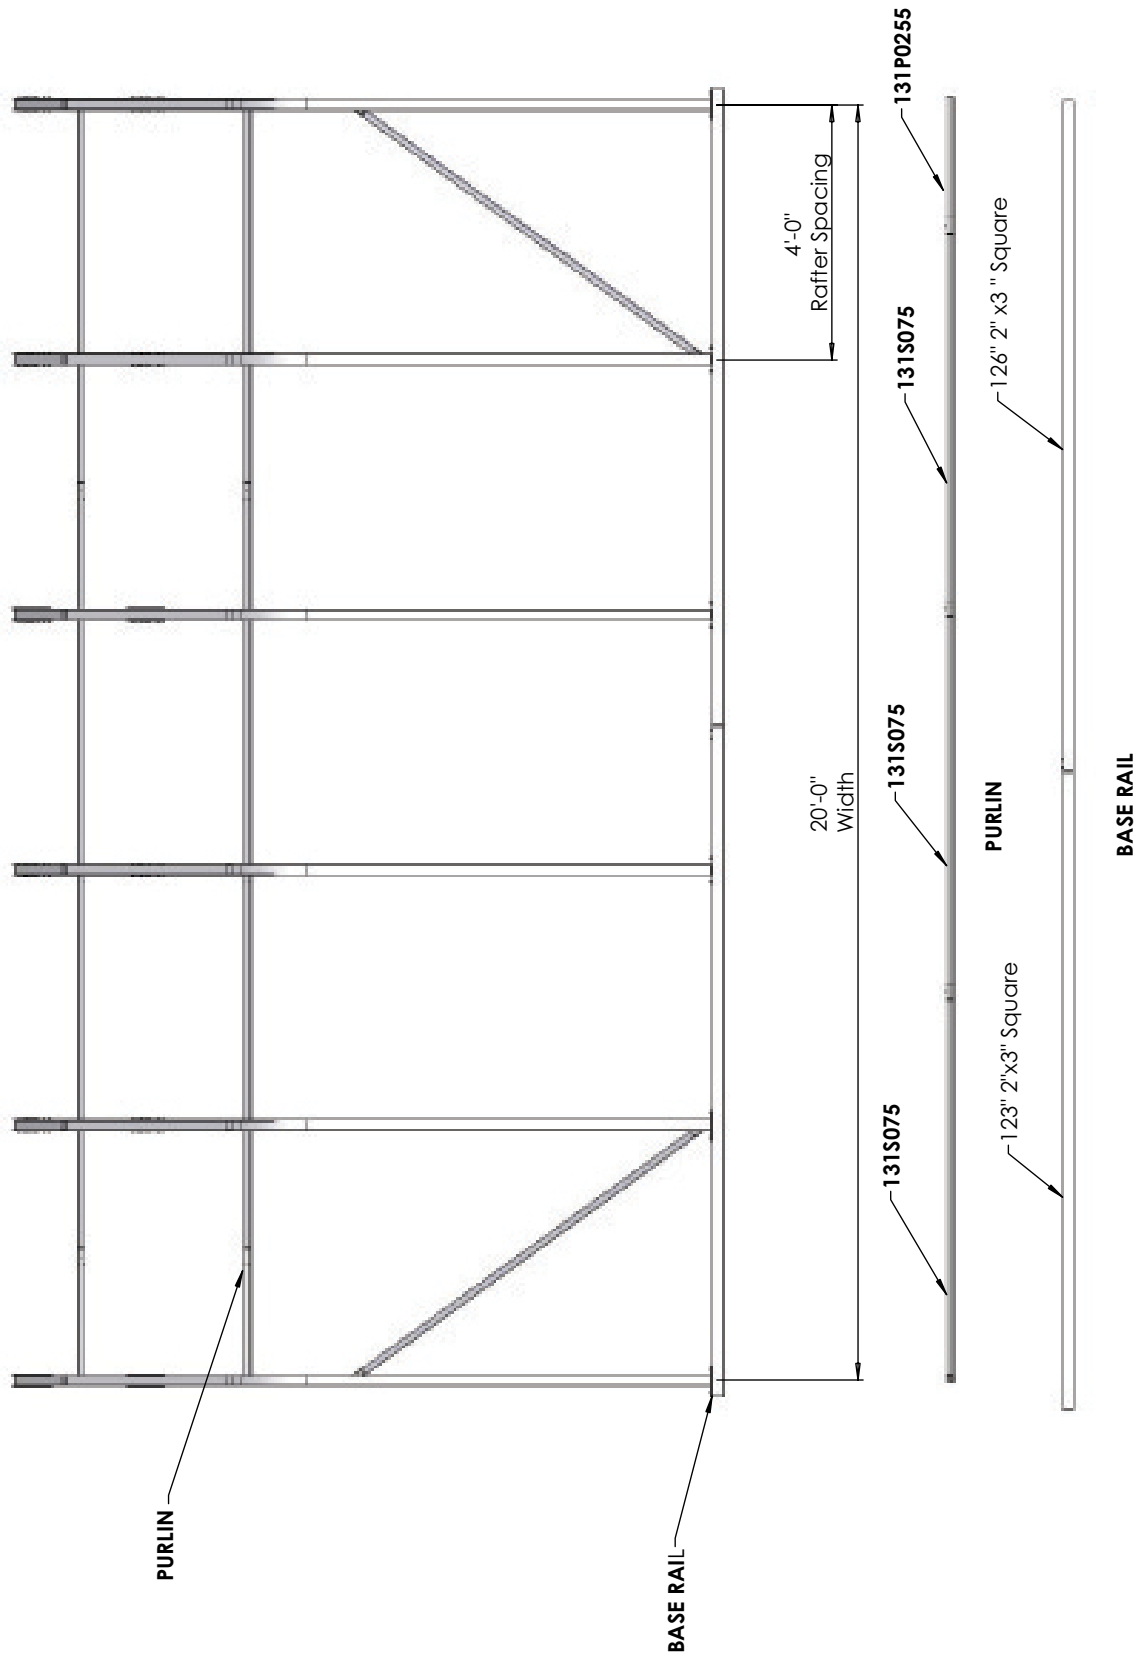 PURLIN
BASE RAIL
4'-0"
Rafter Spacing
20'-0"
Width
131S075
131S075
131S075
131P0255
PURLIN
123" 2"x3" Square
126" 2" x3 " Square
BASE RAIL